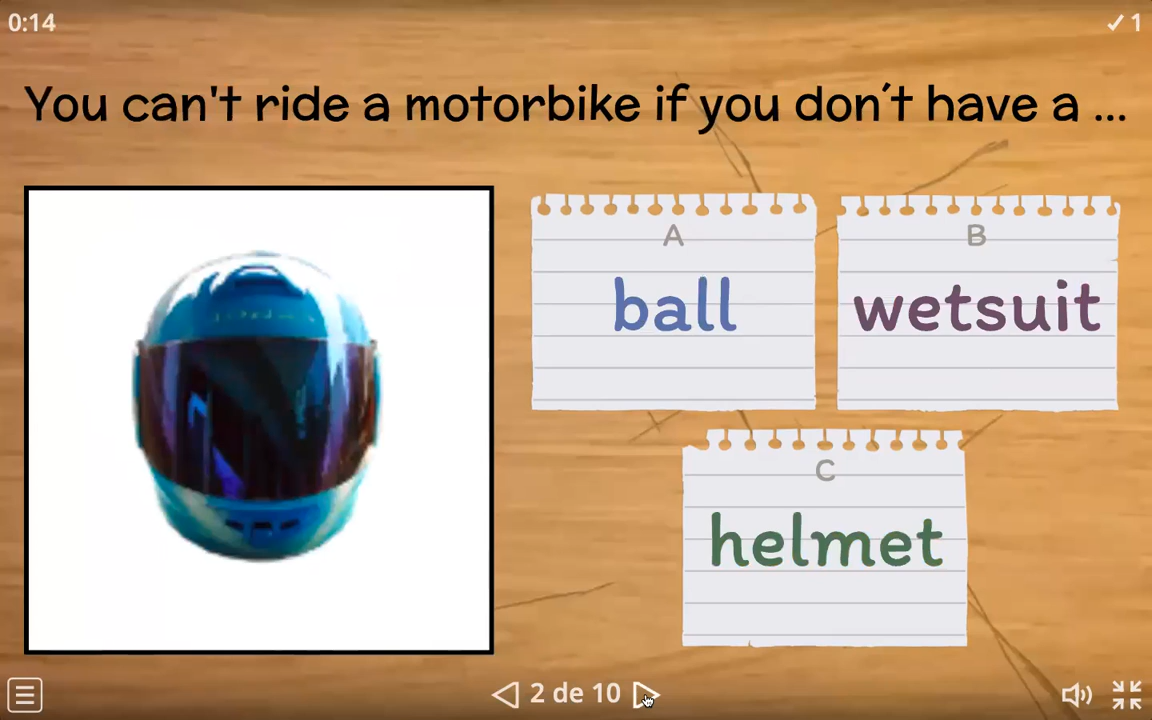 0:14
✓ 1
You can't ride a motorbike if you don´t have a ...
A
ball
B
wetsuit
C
helmet
2 de 10